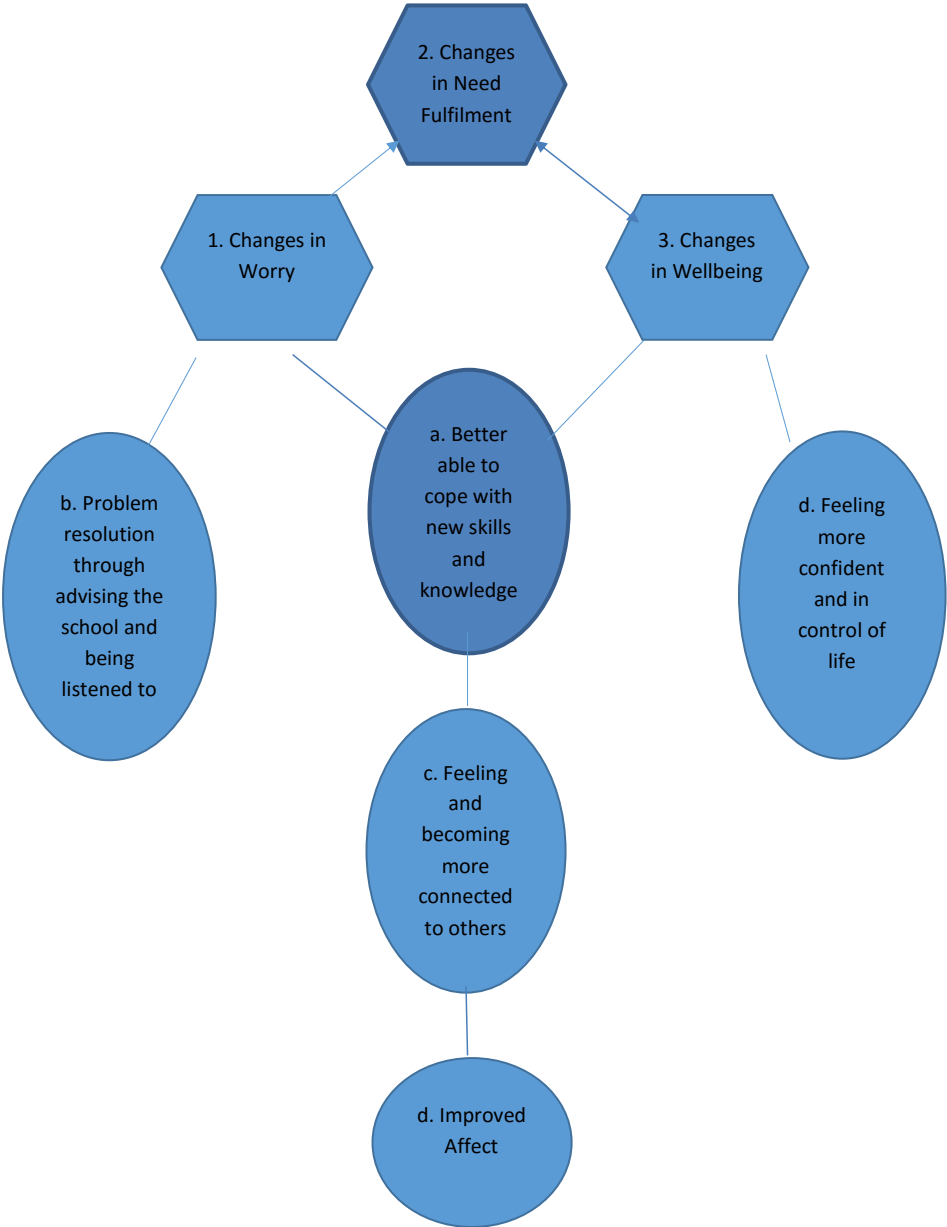 2. Changes
in Need
Fulfilment
1. Changes in
Worry
3. Changes
in Wellbeing
a. Better
able to
cope with
new skills
and
knowledge
b. Problem
resolution
through
advising the
school and
being
listened to
d. Feeling
more
confident
and in
control of
life
c. Feeling
and
becoming
more
connected
to others
d. Improved
Affect